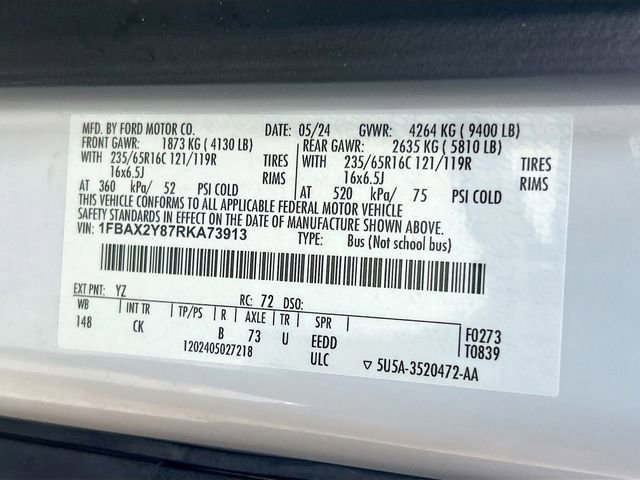 MFD. BY FORD MOTOR CO. DATE: 05/24 GVWR: 4264 KG ( 9400 LB)
FRONT GAWR: 1873 KG ( 4130 LB) REAR GAWR: 2635 KG ( 5810 LB)
WITH 235/65R16C 121/119R TIRES WITH 235/65R16C 121/119R TIRES
16x6.5J RIMS 16x6.5J RIMS
AT 360 kPa/ 52 PSI COLD AT 520 kPa/ 75 PSI COLD
THIS VEHICLE CONFORMS TO ALL APPLICABLE FEDERAL MOTOR VEHICLE
SAFETY STANDARDS IN EFFECT ON THE DATE OF MANUFACTURE SHOWN ABOVE.
VIN: 1FBAX2Y87RKA73913 TYPE: Bus (Not school bus)
EXT PNT: YZ RC: 72 DSO:
WB INT TR TP/PS R AXLE TR SPR
148 CK B 73 U EEDD F0273
1202405027218 ULC T0839
5U5A-3520472-AA